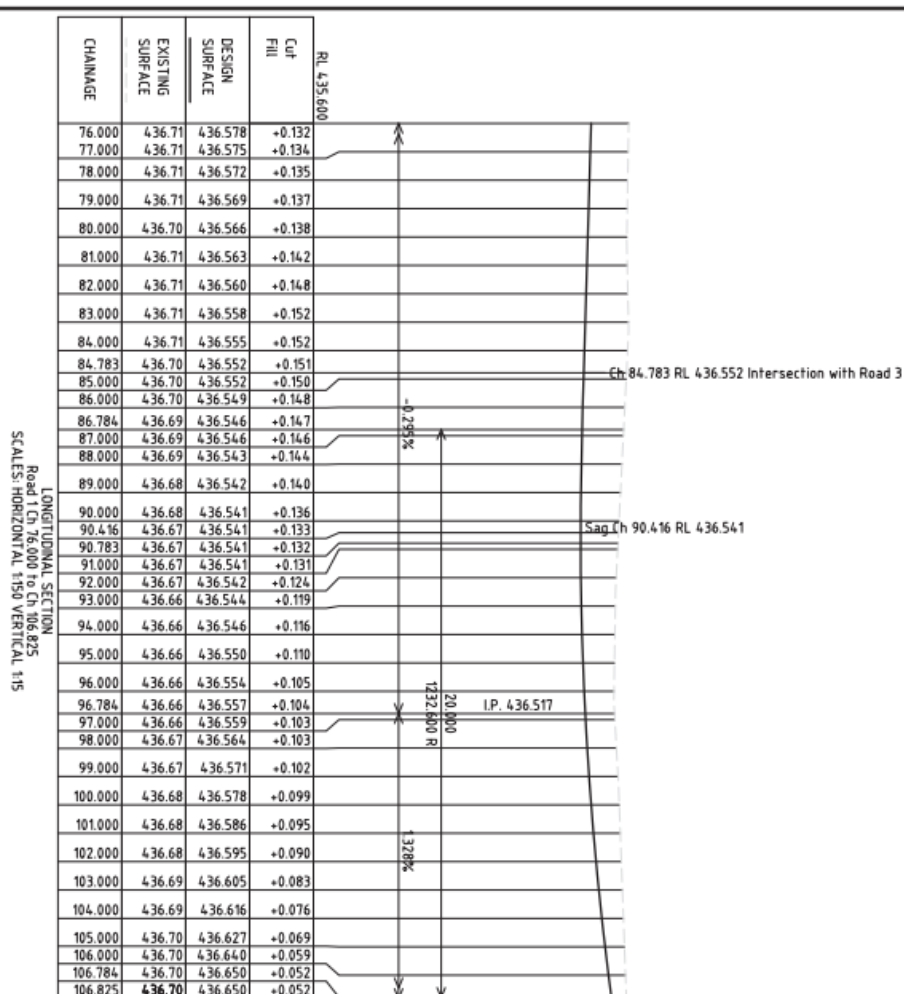 CHAINAGE
EXISTING
SURFACE
DESIGN
SURFACE
Cut
Fill
RL 435.600
76.000 436.71 436.578 +0.132
77.000 436.71 436.575 +0.134
78.000 436.71 436.572 +0.135
79.000 436.71 436.569 +0.137
80.000 436.70 436.566 +0.138
81.000 436.71 436.563 +0.142
82.000 436.71 436.560 +0.148
83.000 436.71 436.558 +0.152
84.000 436.71 436.555 +0.152
84.783 436.70 436.552 +0.151
Ch 84.783 RL 436.552 Intersection with Road 3
85.000 436.70 436.552 +0.150
86.000 436.70 436.549 +0.148
86.784 436.69 436.546 +0.147
87.000 436.69 436.546 +0.146
88.000 436.69 436.543 +0.144
-0.295%
89.000 436.68 436.542 +0.140
90.000 436.68 436.541 +0.136
90.416 436.67 436.541 +0.133
Sag Ch 90.416 RL 436.541
90.783 436.67 436.541 +0.132
91.000 436.67 436.541 +0.131
92.000 436.67 436.542 +0.124
93.000 436.66 436.544 +0.119
94.000 436.66 436.546 +0.116
95.000 436.66 436.550 +0.110
96.000 436.66 436.554 +0.105
96.784 436.66 436.557 +0.104
20.000
1232.600 R
I.P. 436.517
97.000 436.66 436.559 +0.103
98.000 436.67 436.564 +0.103
99.000 436.67 436.571 +0.102
100.000 436.68 436.578 +0.099
101.000 436.68 436.586 +0.095
102.000 436.68 436.595 +0.090
1.328%
103.000 436.69 436.605 +0.083
104.000 436.69 436.616 +0.076
105.000 436.70 436.627 +0.069
106.000 436.70 436.640 +0.059
106.784 436.70 436.650 +0.052
106.825 436.70 436.650 +0.052
LONGITUDINAL SECTION
Road 1 Ch 76.000 to Ch 106.825
SCALES: HORIZONTAL 1:150 VERTICAL 1:15